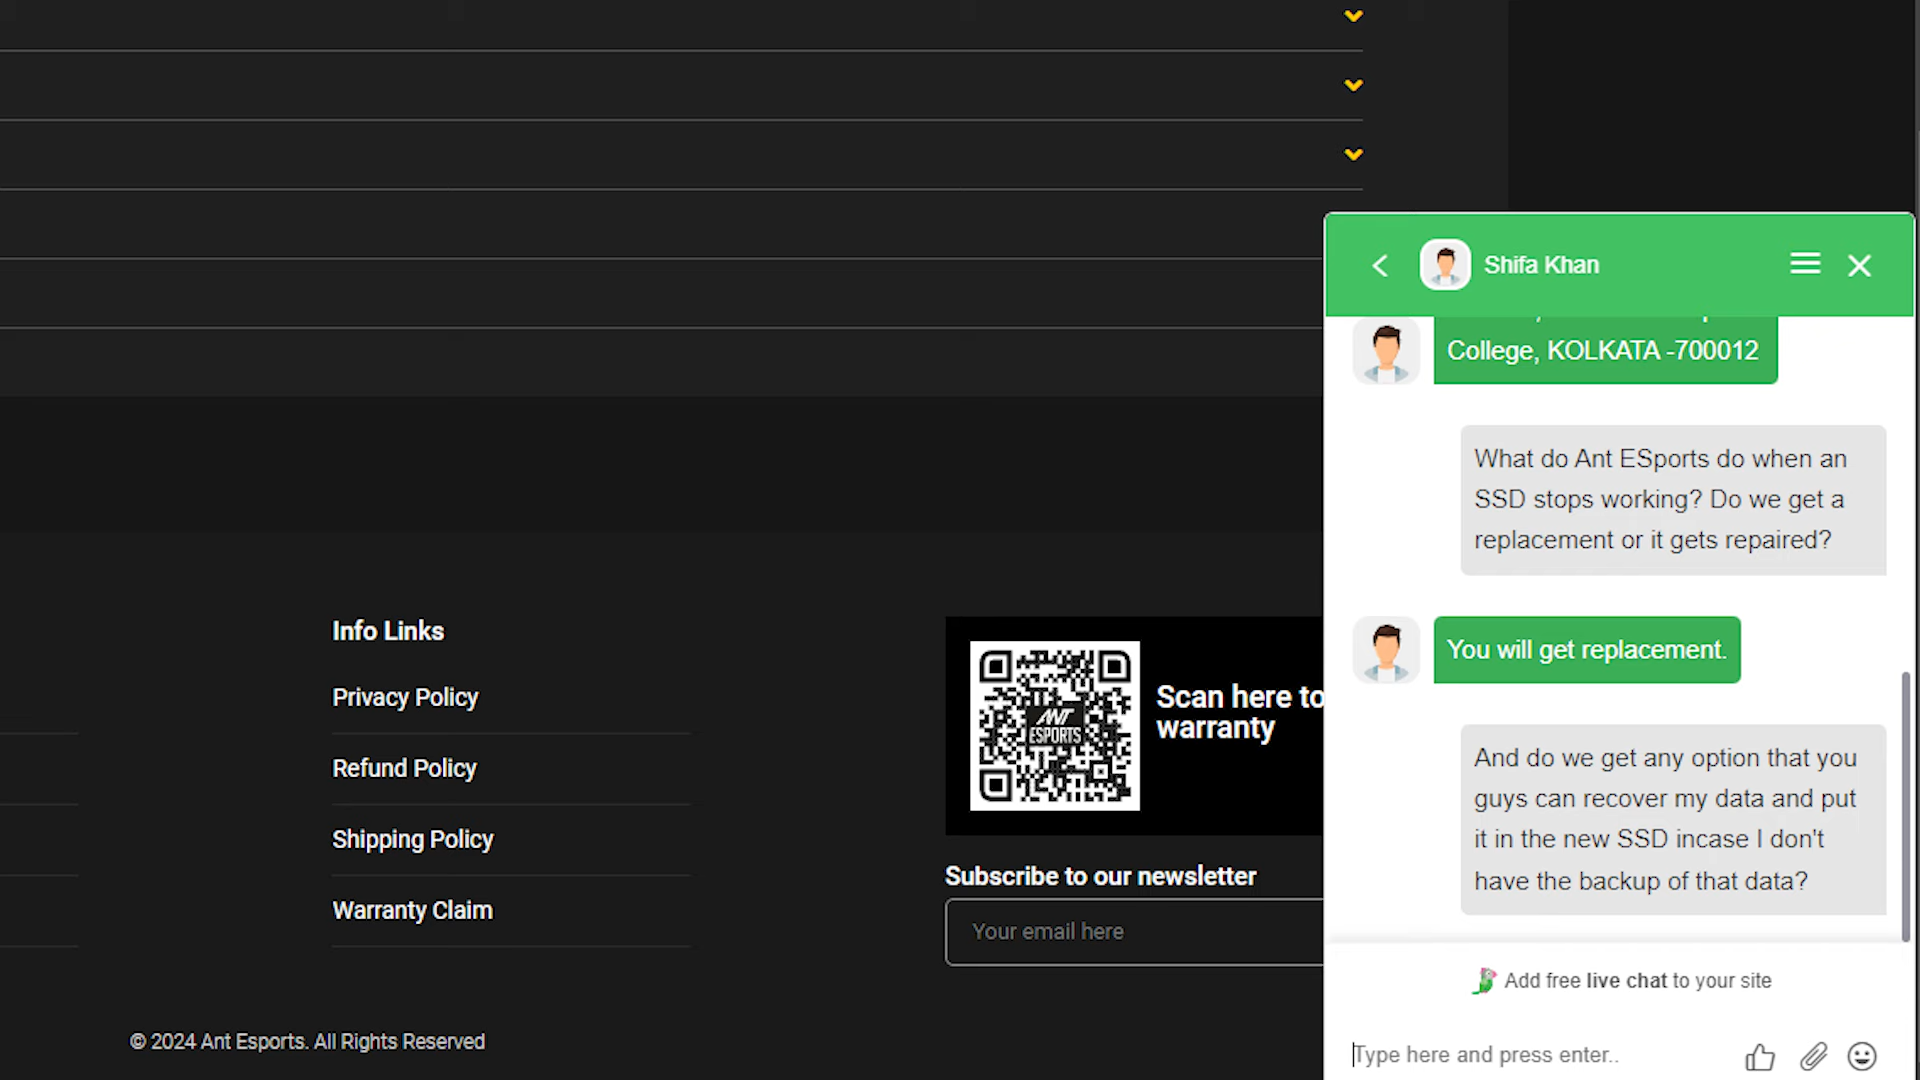 Shifa Khan
College, KOLKATA -700012
What do Ant ESports do when an
SSD stops working? Do we get a
replacement or it gets repaired?
You will get replacement.
And do we get any option that you
guys can recover my data and put
it in the new SSD incase I don't
have the backup of that data?
Add free live chat to your site
Type here and press enter..
Info Links
Privacy Policy
Refund Policy
Shipping Policy
Warranty Claim
ANT
ESPORTS
Scan here to
warranty
Subscribe to our newsletter
Your email here
© 2024 Ant Esports. All Rights Reserved